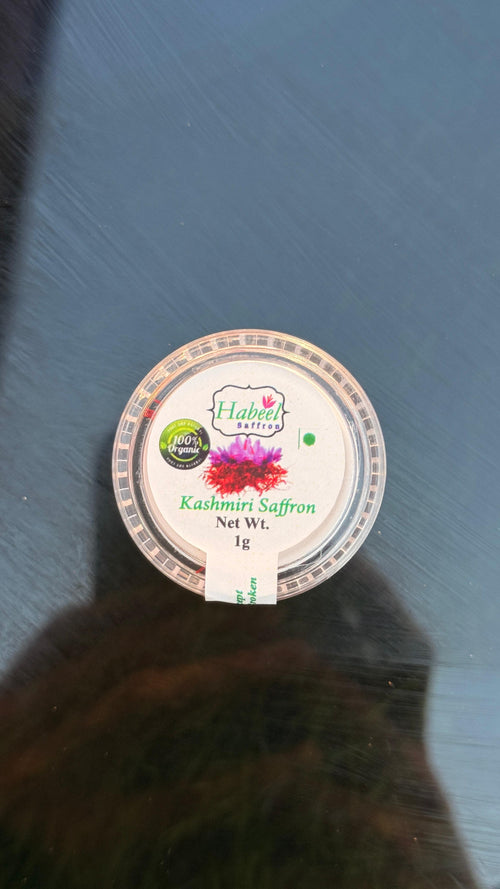 Habeel
Saffron
100%
Organic
Kashmiri Saffron
Net Wt.
1g